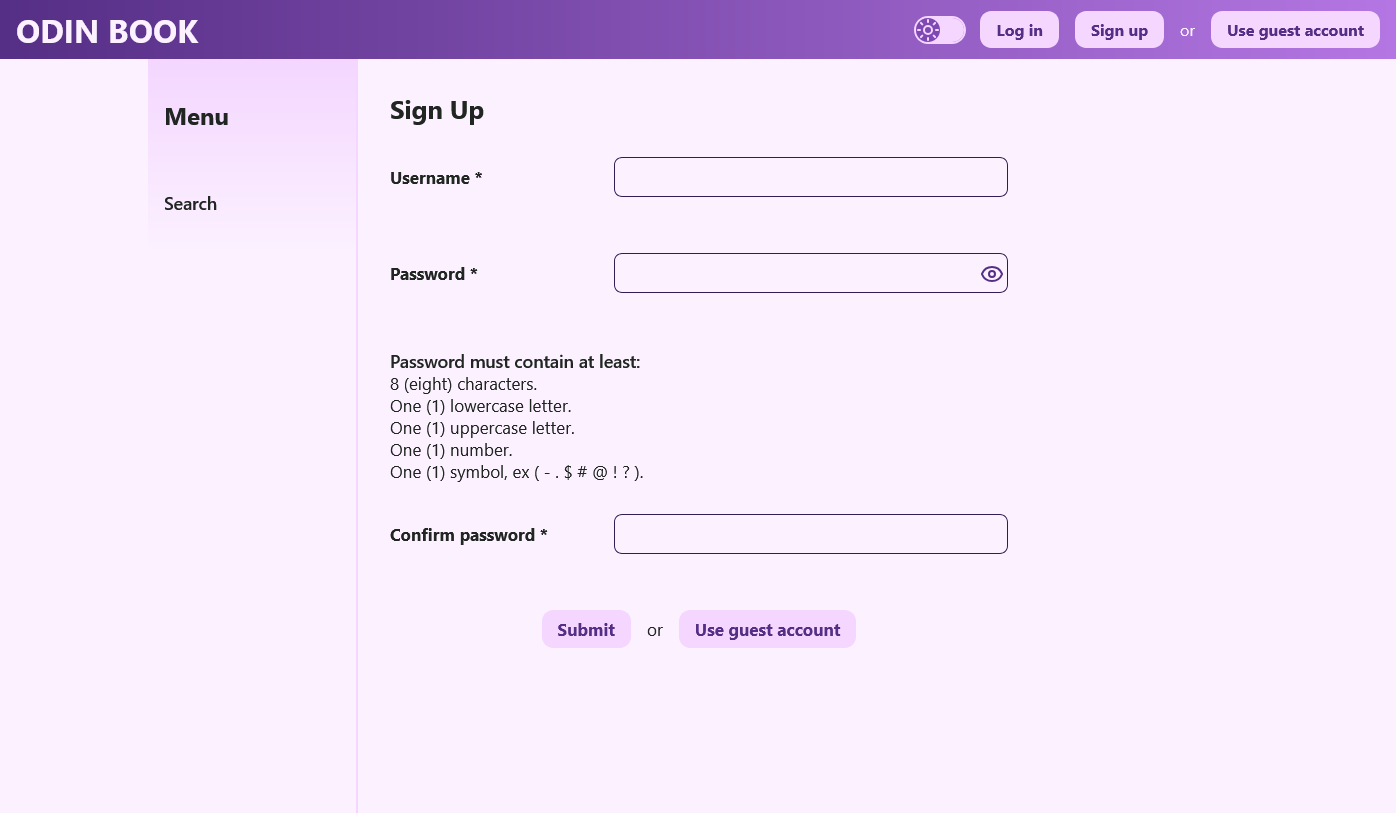 ODIN BOOK
Log in
Sign up
or
Use guest account
Menu
Search
Sign Up
Username *
Password *
Password must contain at least:
8 (eight) characters.
One (1) lowercase letter.
One (1) uppercase letter.
One (1) number.
One (1) symbol, ex ( - . $ # @ ! ? ).
Confirm password *
Submit
or
Use guest account